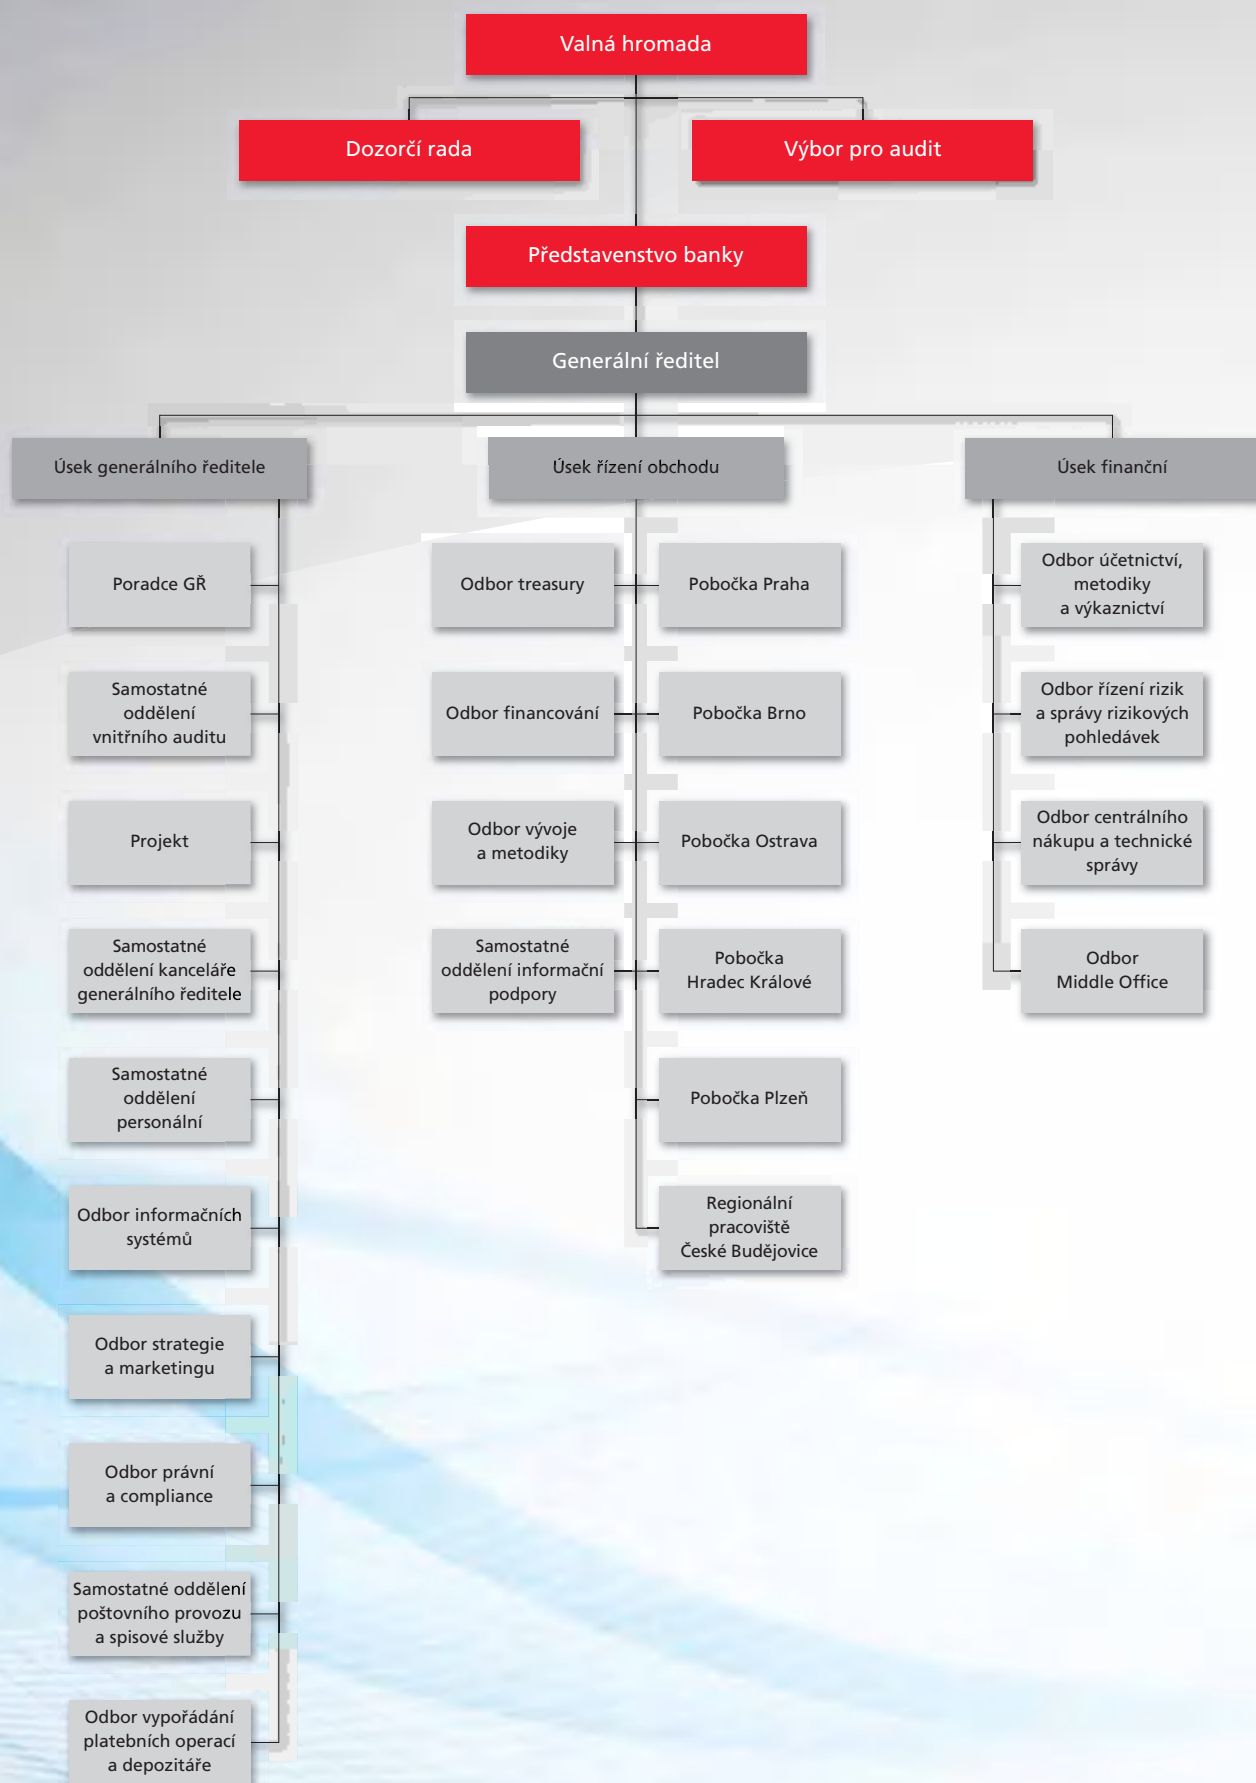 Valná hromada
Dozorčí rada
Výbor pro audit
Představenstvo banky
Generální ředitel
Úsek generálního ředitele
Úsek řízení obchodu
Úsek finanční
Poradce GŘ
Samostatné
oddělení
vnitřního auditu
Projekt
Samostatné
oddělení kanceláře
generálního ředitele
Samostatné
oddělení
personální
Odbor informačních
systémů
Odbor strategie
a marketingu
Odbor právní
a compliance
Samostatné oddělení
poštovního provozu
a spisové služby
Odbor vypořádání
platebních operací
a depozitáře
Odbor treasury
Odbor financování
Odbor vývoje
a metodiky
Samostatné
oddělení informační
podpory
Pobočka Praha
Pobočka Brno
Pobočka Ostrava
Pobočka
Hradec Králové
Pobočka Plzeň
Regionální
pracoviště
České Budějovice
Odbor účetnictví,
metodiky
a výkaznictví
Odbor řízení rizik
a správy rizikových
pohledávek
Odbor centrálního
nákupu a technické
správy
Odbor
Middle Office